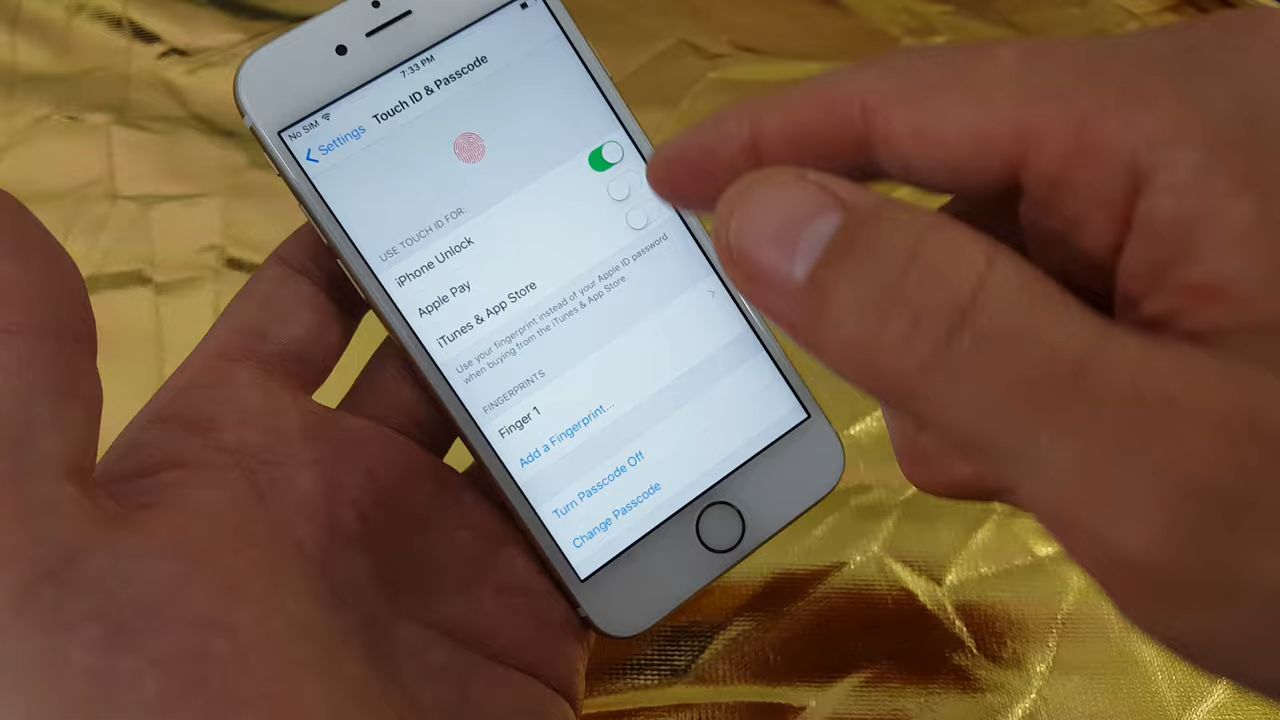 No SIM 7:33 PM
Settings Touch ID & Passcode
USE TOUCH ID FOR:
iPhone Unlock
Apple Pay
iTunes & App Store
Use your fingerprint instead of your Apple ID password
when buying from the iTunes & App Store.
FINGERPRINTS
Finger 1
Add a Fingerprint...
Turn Passcode Off
Change Passcode